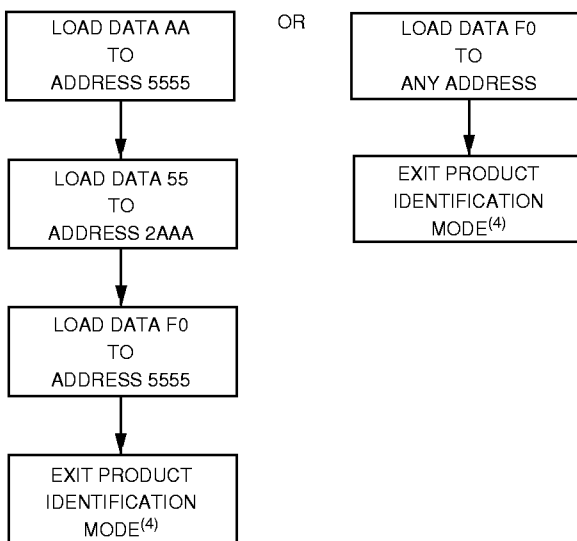 LOAD DATA AA
TO
ADDRESS 5555
LOAD DATA 55
TO
ADDRESS 2AAA
LOAD DATA F0
TO
ADDRESS 5555
EXIT PRODUCT
IDENTIFICATION
MODE(4)
OR
LOAD DATA F0
TO
ANY ADDRESS
EXIT PRODUCT
IDENTIFICATION
MODE(4)